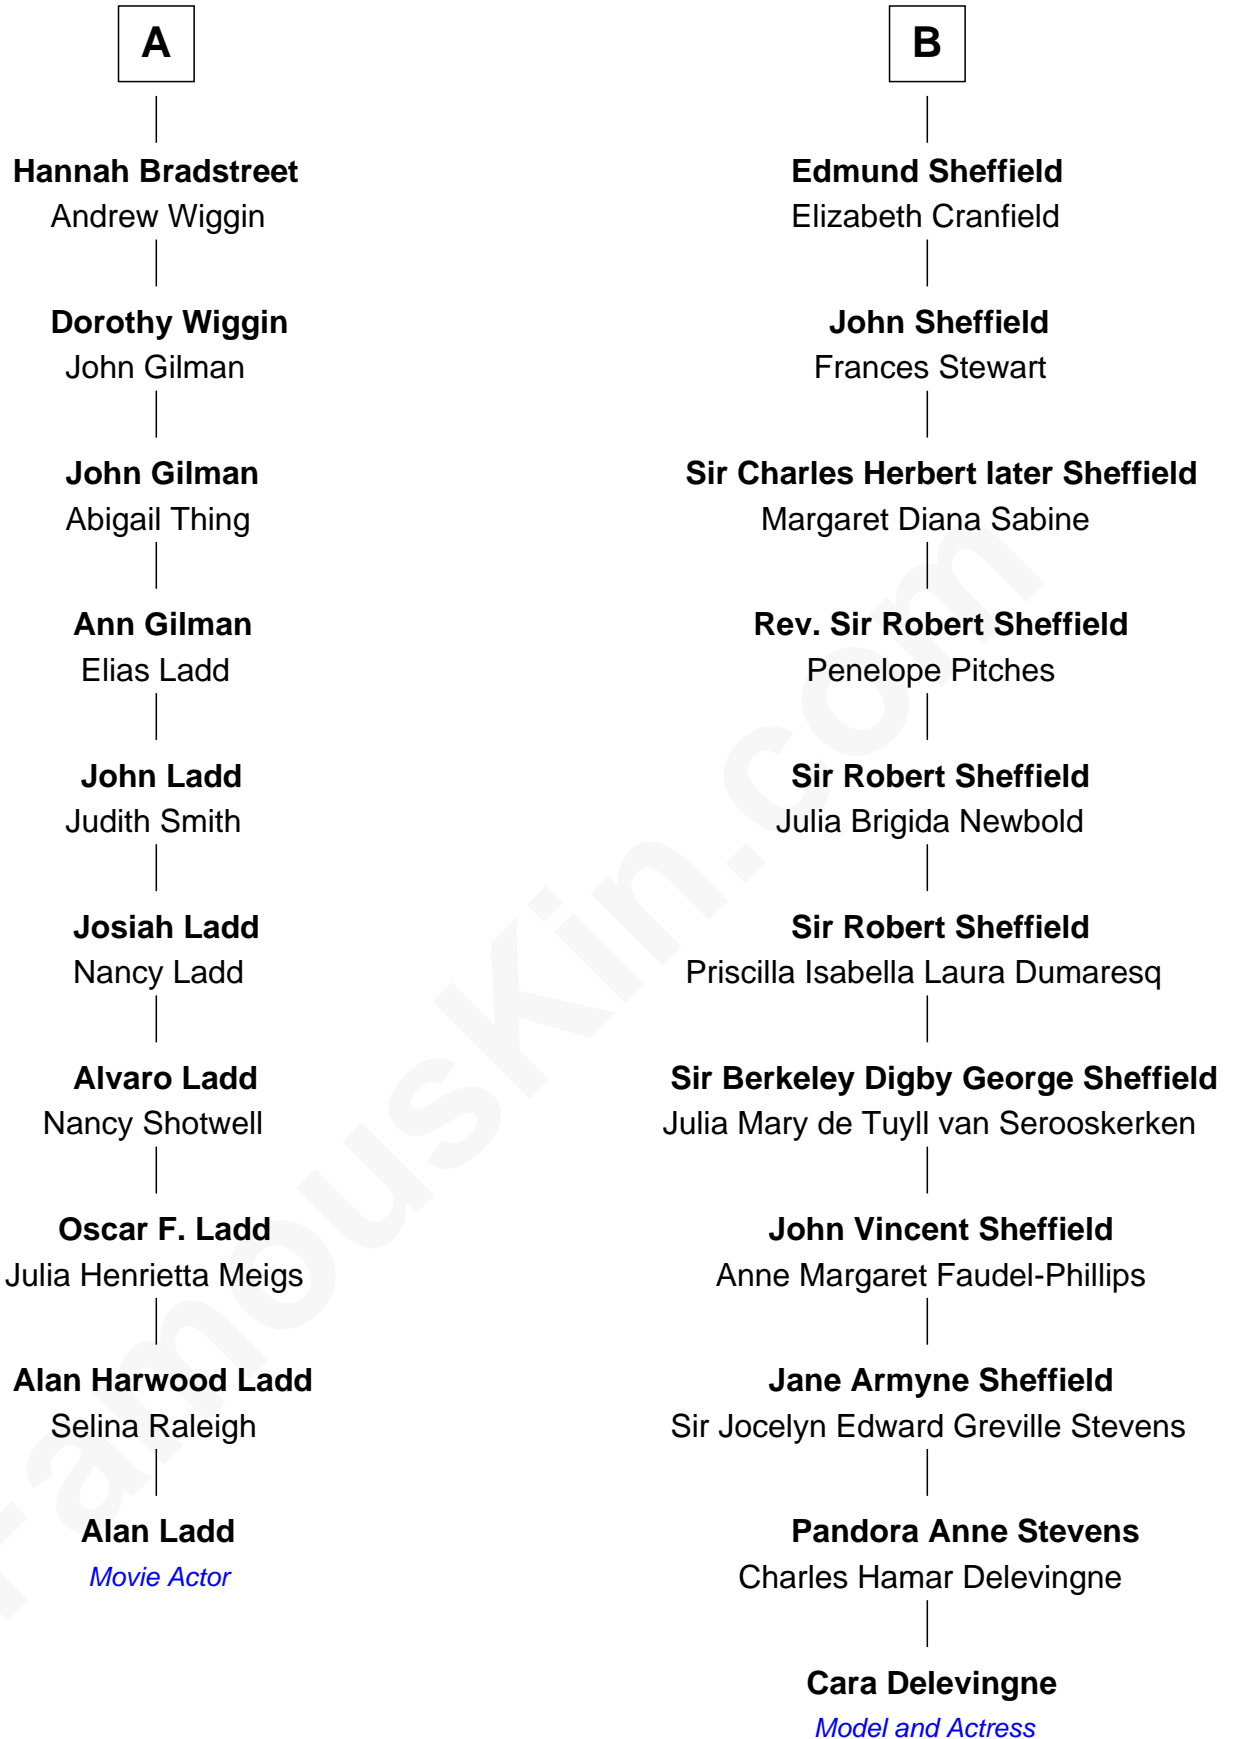 A
Hannah Bradstreet
Andrew Wiggin
Dorothy Wiggin
John Gilman
John Gilman
Abigail Thing
Ann Gilman
Elias Ladd
John Ladd
Judith Smith
Josiah Ladd
Nancy Ladd
Alvaro Ladd
Nancy Shotwell
Oscar F. Ladd
Julia Henrietta Meigs
Alan Harwood Ladd
Selina Raleigh
Alan Ladd
Movie Actor
B
Edmund Sheffield
Elizabeth Cranfield
John Sheffield
Frances Stewart
Sir Charles Herbert later Sheffield
Margaret Diana Sabine
Rev. Sir Robert Sheffield
Penelope Pitches
Sir Robert Sheffield
Julia Brigida Newbold
Sir Robert Sheffield
Priscilla Isabella Laura Dumaresq
Sir Berkeley Digby George Sheffield
Julia Mary de Tuyll van Serooskerken
John Vincent Sheffield
Anne Margaret Faudel-Phillips
Jane Armyne Sheffield
Sir Jocelyn Edward Greville Stevens
Pandora Anne Stevens
Charles Hamar Delevingne
Cara Delevingne
Model and Actress
FamousKin.com